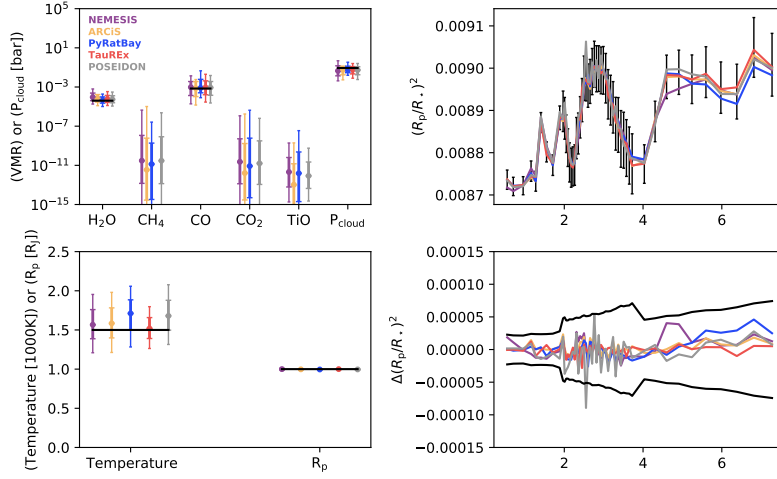 NEMESIS
ARCiS
PyRatBay
TauREx
POSEIDON
(VMR) or (P_cloud [bar])
10^5
10^1
10^-3
10^-7
10^-11
10^-15
H₂O CH₄ CO CO₂ TiO P_cloud
(R_p/R_⋆)^2
0.0091
0.0090
0.0089
0.0088
0.0087
2 4 6
(Temperature [1000K]) or (R_p [R_J])
2.5
2.0
1.5
1.0
0.5
0.0
Temperature R_p
Δ(R_p/R_⋆)^2
0.00015
0.00010
0.00005
0.00000
−0.00005
−0.00010
−0.00015
2 4 6